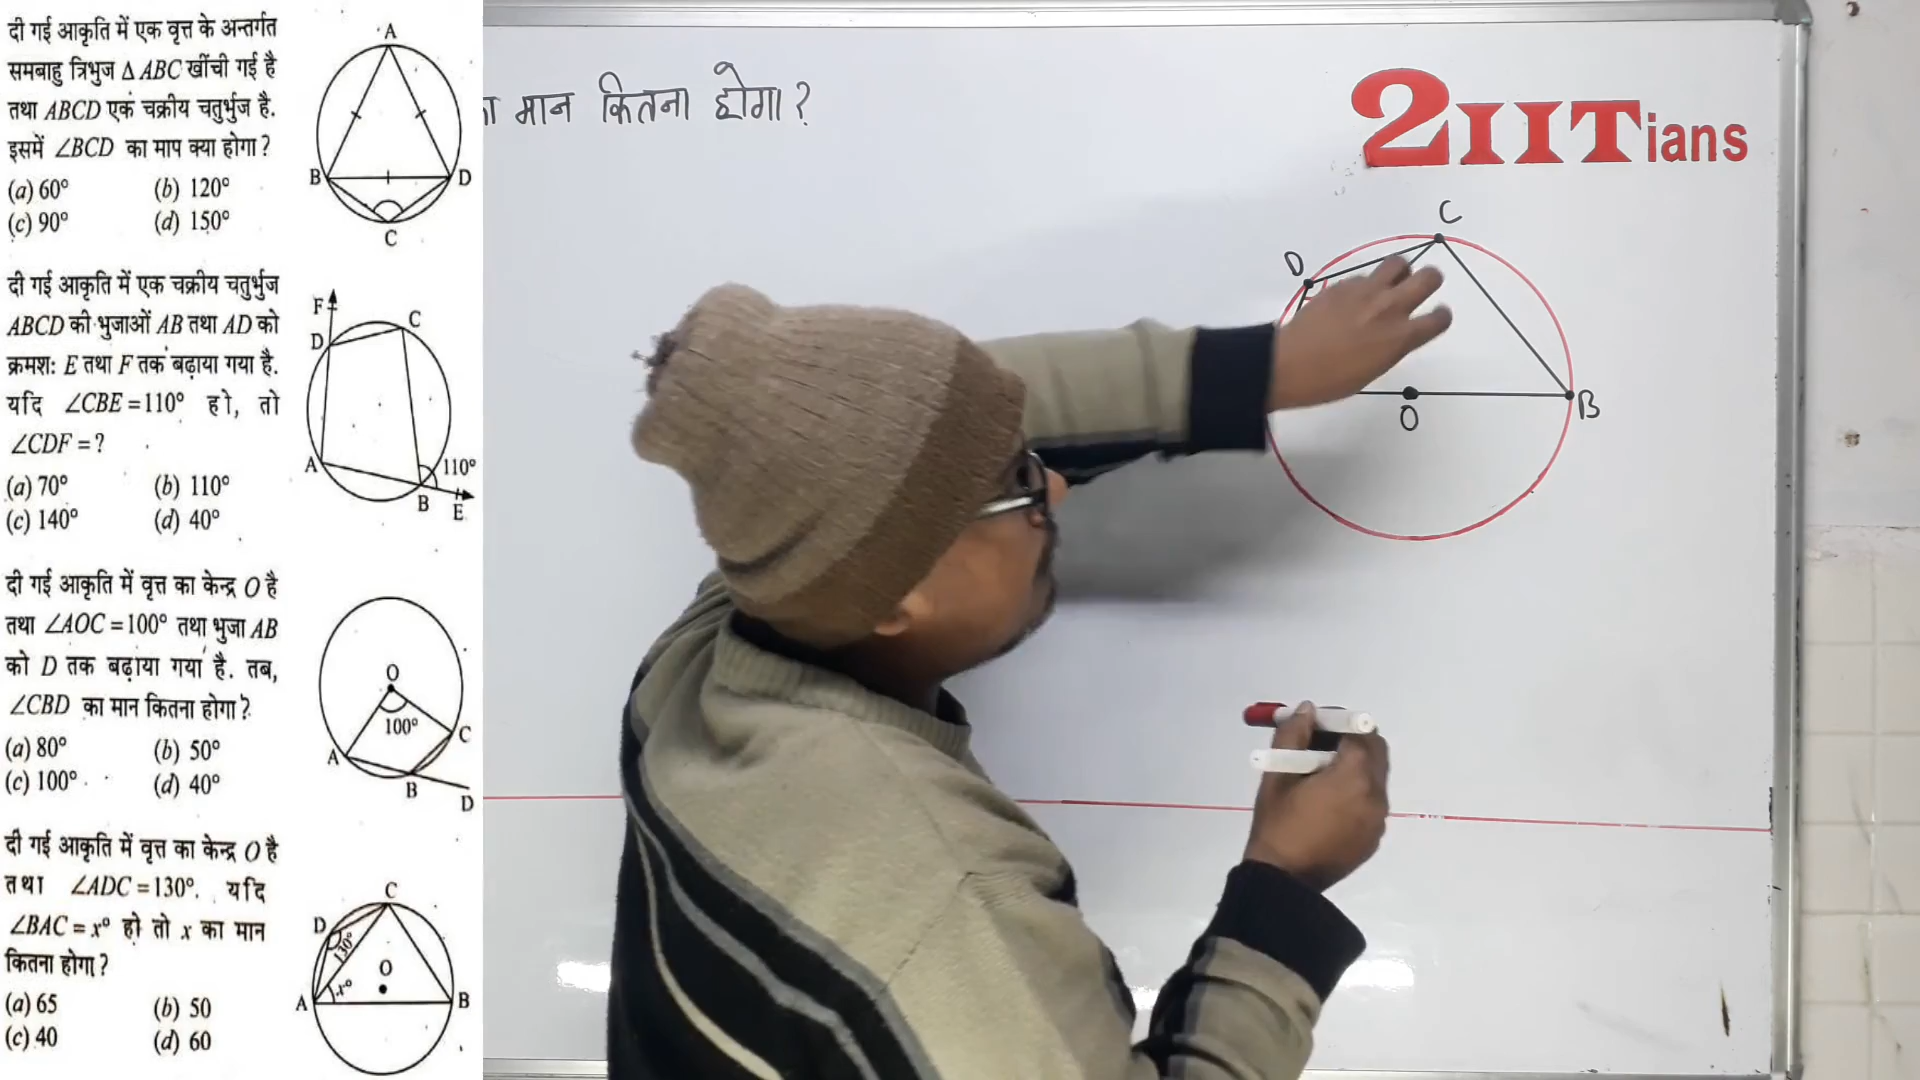 दी गई आकृति में एक वृत्त के अन्तर्गत
समबाहु त्रिभुज Δ ABC खींची गई है
तथा ABCD एक चक्रीय चतुर्भुज है.
इसमें ∠BCD का माप क्या होगा?
(a) 60° (b) 120°
(c) 90° (d) 150°
A
B
D
C
दी गई आकृति में एक चक्रीय चतुर्भुज
ABCD की भुजाओं AB तथा AD को
क्रमशः E तथा F तक बढ़ाया गया है.
यदि ∠CBE = 110° हो, तो
∠CDF = ?
(a) 70° (b) 110°
(c) 140° (d) 40°
F
C
D
A
110°
B
E
दी गई आकृति में वृत्त का केन्द्र O है
तथा ∠AOC = 100° तथा भुजा AB
को D तक बढ़ाया गया है. तब,
∠CBD का मान कितना होगा?
(a) 80° (b) 50°
(c) 100° (d) 40°
O
100°
C
A
B
D
दी गई आकृति में वृत्त का केन्द्र O है
तथा ∠ADC = 130°. यदि
∠BAC = x° हो तो x का मान
कितना होगा?
(a) 65 (b) 50
(c) 40 (d) 60
C
D
130°
O
x°
A
B
मान कितना होगा?
2IITians
C
D
O
B